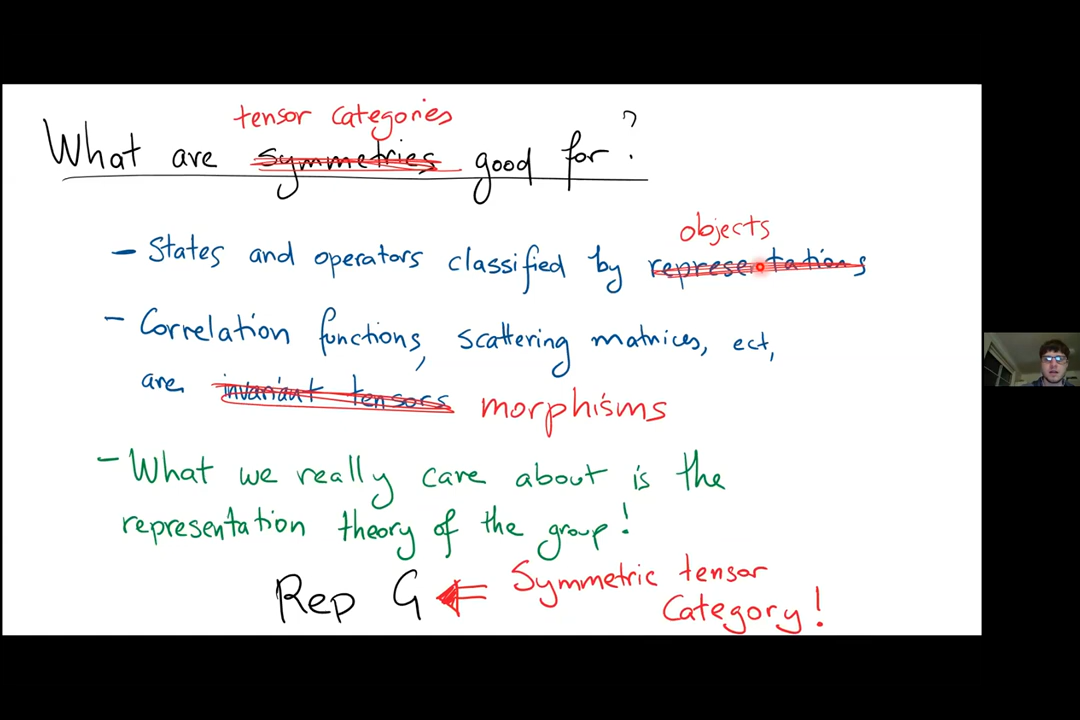 tensor categories
What are symmetries good for?
objects
- States and operators classified by representations
- Correlation functions, scattering matrices, ect,
are invariant tensors morphisms
- What we really care about is the
representation theory of the group!
Rep G ⇐ Symmetric tensor
Category!